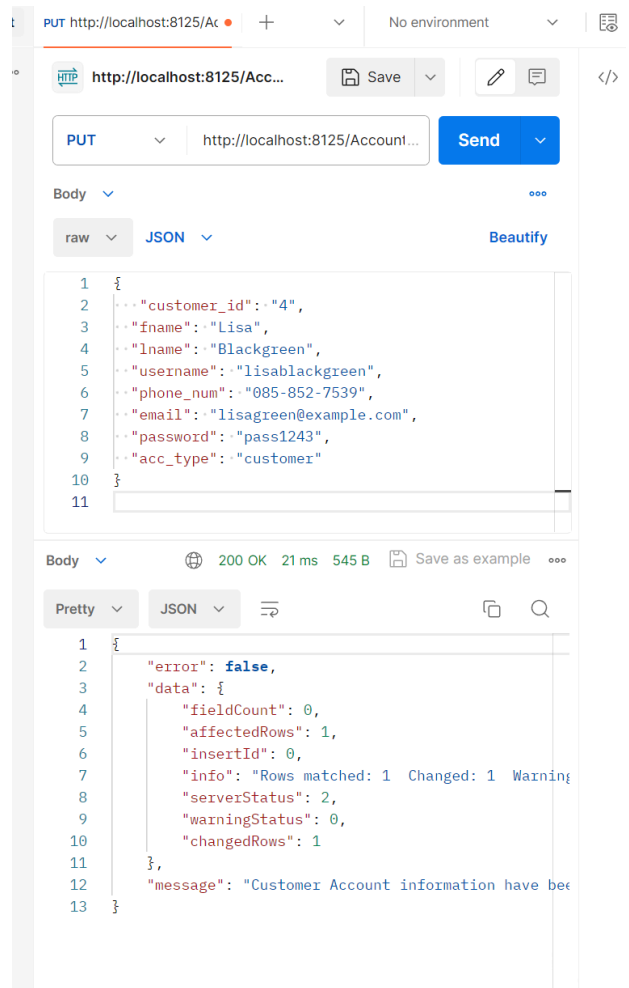 PUT http://localhost:8125/Ac
No environment
HTTP http://localhost:8125/Acc...
Save
PUT http://localhost:8125/Account...
Send
Body
raw JSON Beautify
1 {
2 "customer_id": "4",
3 "fname": "Lisa",
4 "lname": "Blackgreen",
5 "username": "lisablackgreen",
6 "phone_num": "085-852-7539",
7 "email": "lisagreen@example.com",
8 "password": "pass1243",
9 "acc_type": "customer"
10 }
11
Body 200 OK 21 ms 545 B Save as example
Pretty JSON
1 {
2 "error": false,
3 "data": {
4 "fieldCount": 0,
5 "affectedRows": 1,
6 "insertId": 0,
7 "info": "Rows matched: 1  Changed: 1  Warning
8 "serverStatus": 2,
9 "warningStatus": 0,
10 "changedRows": 1
11 },
12 "message": "Customer Account information have bee
13 }